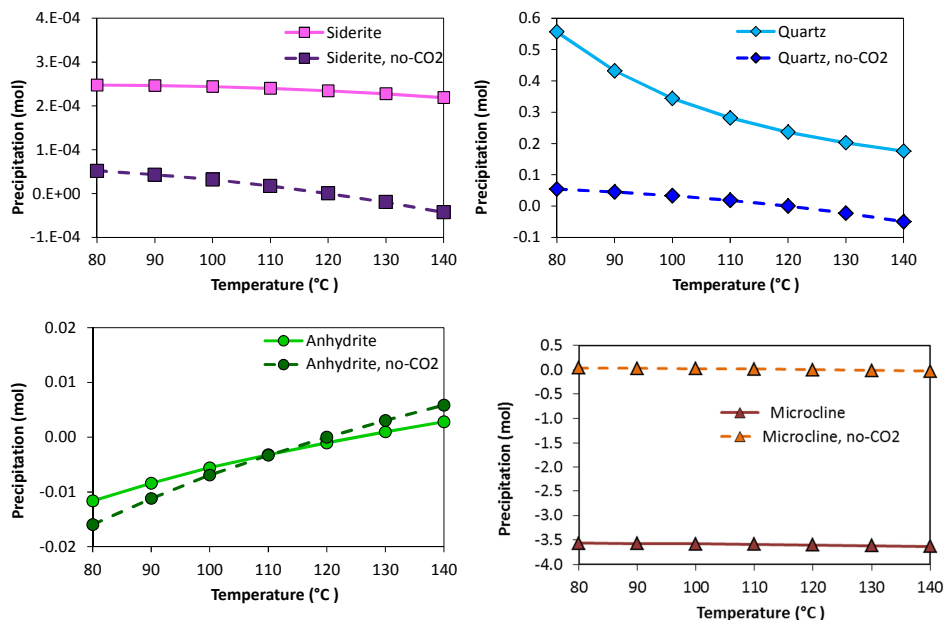 4.E-04
3.E-04
2.E-04
1.E-04
0.E+00
-1.E-04
Precipitation (mol)
Siderite
Siderite, no-CO2
80 90 100 110 120 130 140
Temperature (°C )
0.6
0.5
0.4
0.3
0.2
0.1
0.0
-0.1
Precipitation (mol)
Quartz
Quartz, no-CO2
80 90 100 110 120 130 140
Temperature (°C )
0.02
0.01
0.00
-0.01
-0.02
Precipitation (mol)
Anhydrite
Anhydrite, no-CO2
80 90 100 110 120 130 140
Temperature (°C )
0.5
0.0
-0.5
-1.0
-1.5
-2.0
-2.5
-3.0
-3.5
-4.0
Precipitation (mol)
Microcline
Microcline, no-CO2
80 90 100 110 120 130 140
Temperature (°C )